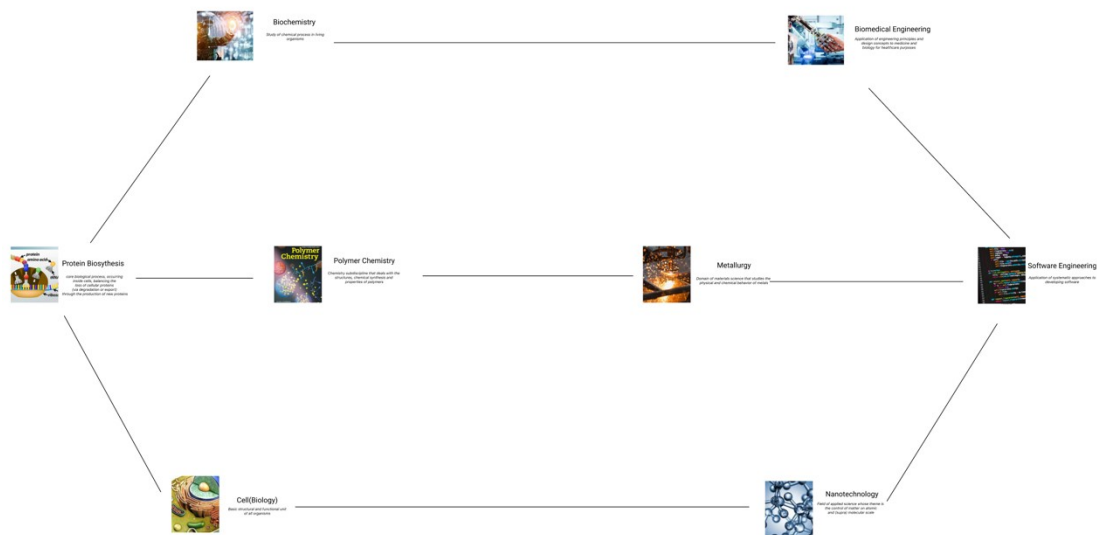 Biochemistry
Study of chemical process in living
organisms
Biomedical Engineering
Application of engineering principles and
design concepts to medicine and
biology for healthcare purposes
Protein Biosythesis
core biological process, occurring
inside cells, balancing the
loss of cellular proteins
(via degradation or export)
through the production of new proteins
protein
Polymer
Chemistry
Polymer Chemistry
Chemistry subdiscipline that deals with the
structures, chemical synthesis and
properties of polymers
Metallurgy
Domain of materials science that studies the
physical and chemical behavior of metals
Software Engineering
Application of systematic approaches to
developing software
Cell(Biology)
Basic structural and functional unit
of all organisms
Nanotechnology
Field of applied science whose theme is
the control of matter on atomic
and (supra) molecular scale